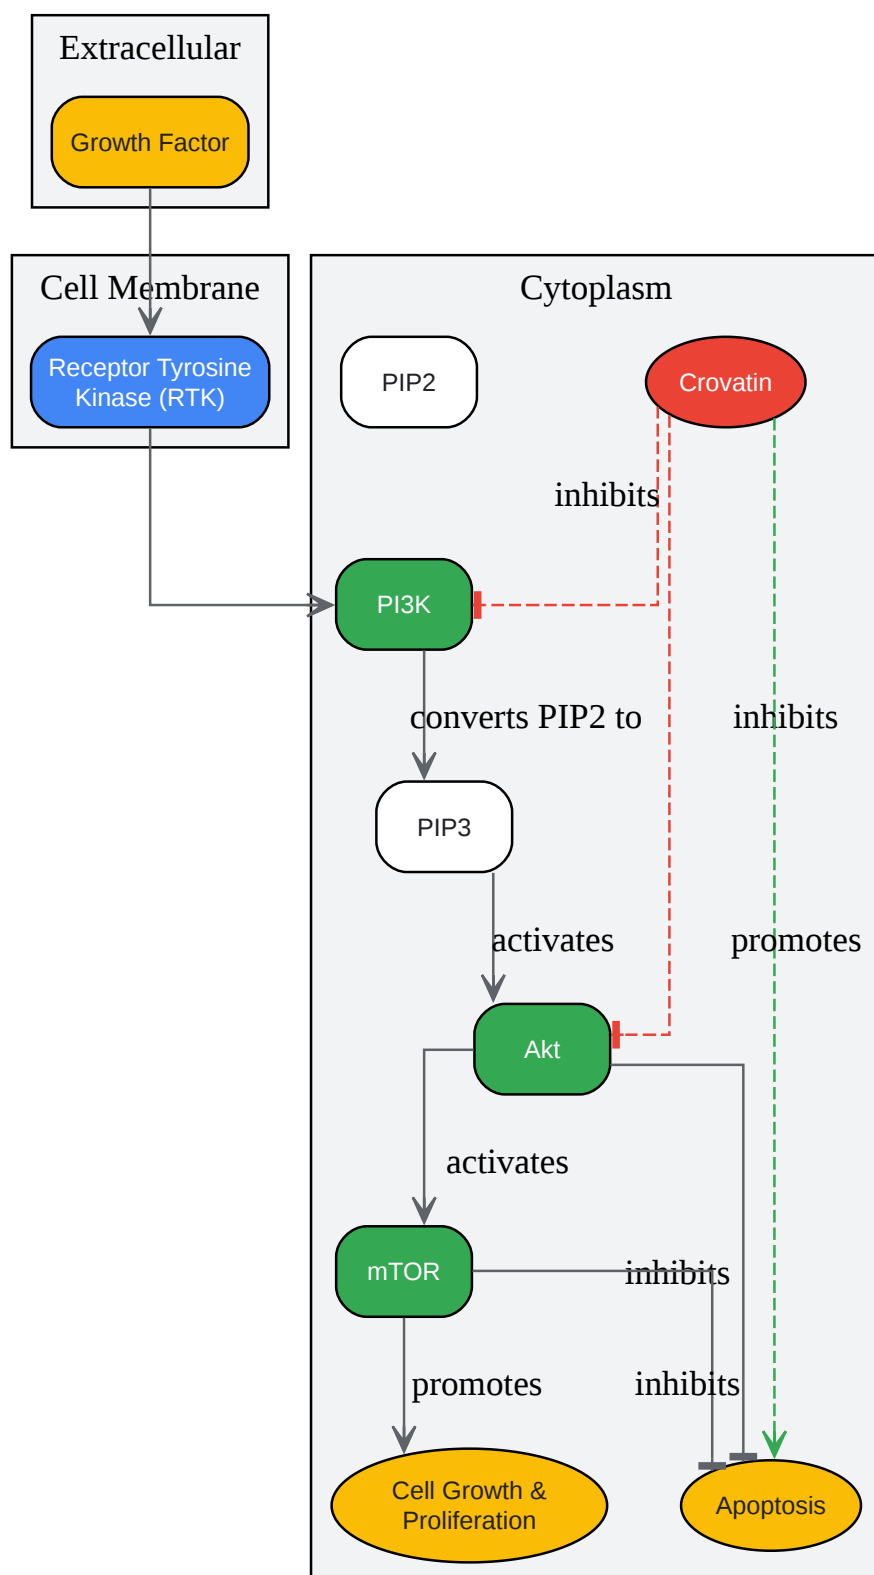 Extracellular
Growth Factor
Cell Membrane
Cytoplasm
Receptor Tyrosine
Kinase (RTK)
PIP2
Crovatin
inhibits
PI3K
converts PIP2 to
inhibits
PIP3
activates
promotes
Akt
activates
mTOR
inhibits
promotes
inhibits
Cell Growth &
Proliferation
Apoptosis